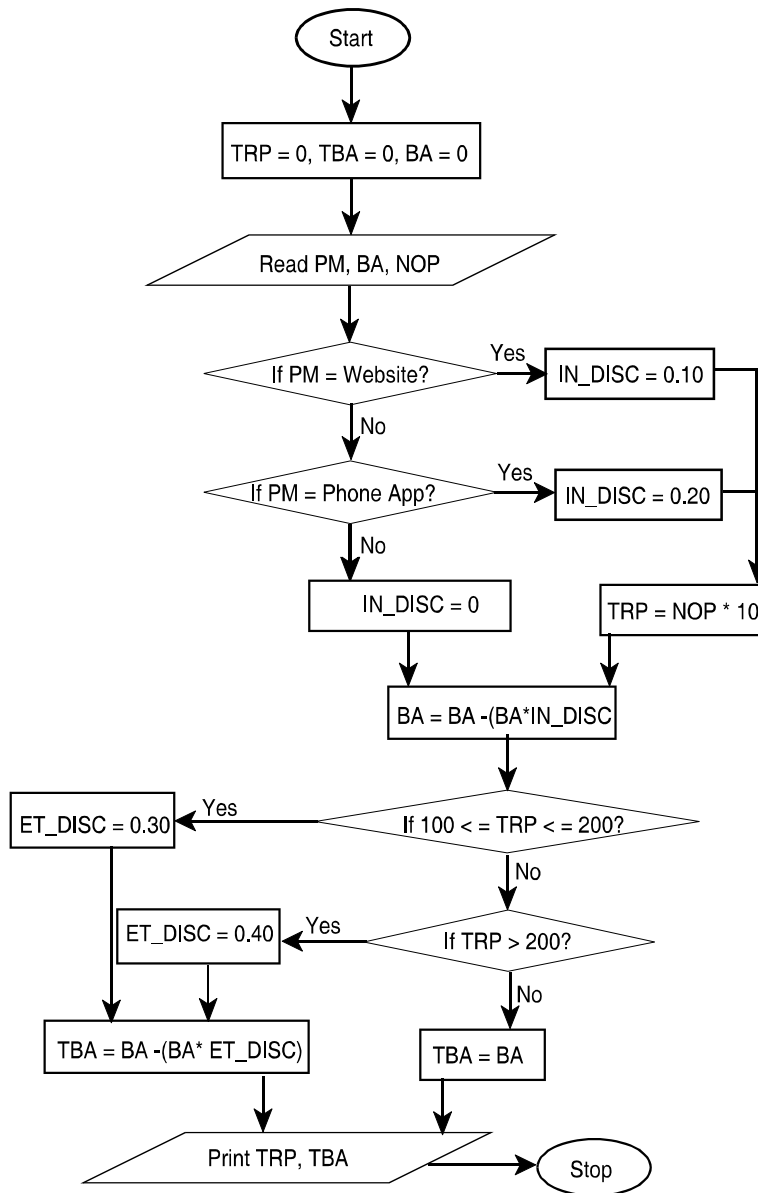 Start
TRP = 0, TBA = 0, BA = 0
Read PM, BA, NOP
If PM = Website?
Yes
IN_DISC = 0.10
No
If PM = Phone App?
Yes
IN_DISC = 0.20
No
IN_DISC = 0
TRP = NOP * 10
BA = BA -(BA*IN_DISC
If 100 < = TRP < = 200?
Yes
ET_DISC = 0.30
No
If TRP > 200?
Yes
ET_DISC = 0.40
No
TBA = BA -(BA* ET_DISC)
TBA = BA
Print TRP, TBA
Stop